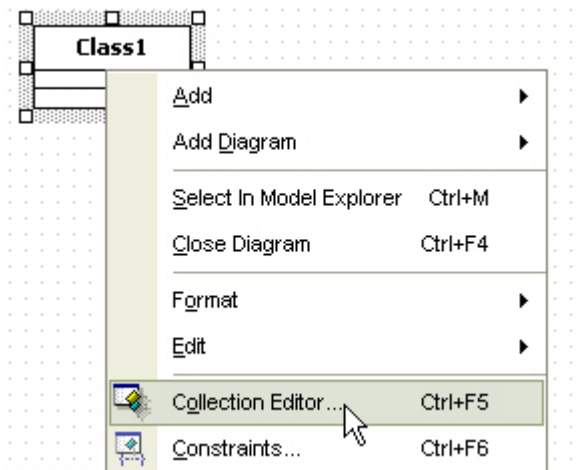 Class1
Add
Add Diagram
Select In Model Explorer Ctrl+M
Close Diagram Ctrl+F4
Format
Edit
Collection Editor... Ctrl+F5
Constraints... Ctrl+F6